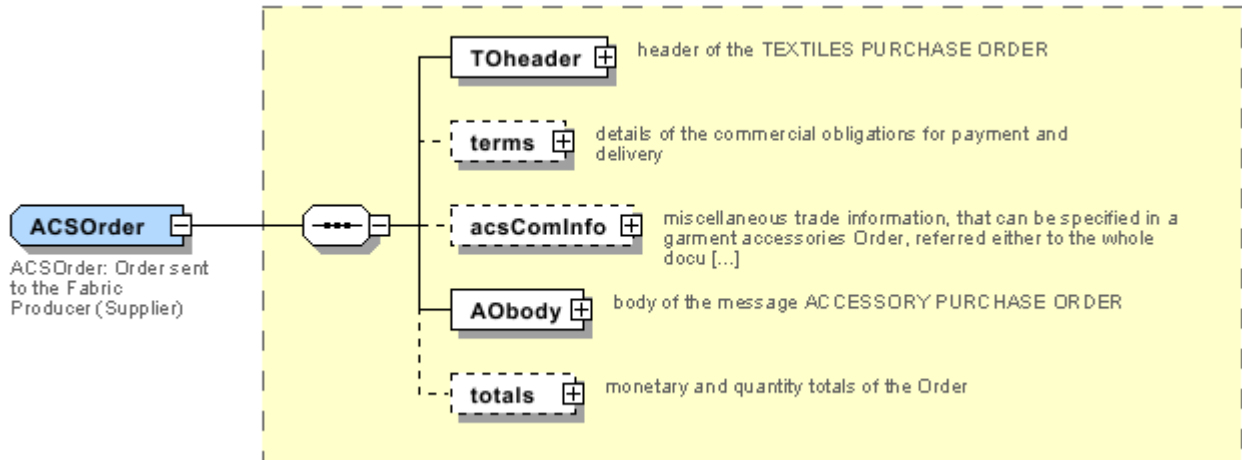 TOheader
header of the TEXTILES PURCHASE ORDER
terms
details of the commercial obligations for payment and
delivery
ACSOrder
ACSOrder: Order sent
to the Fabric
Producer (Supplier)
acsComInfo
miscellaneous trade information, that can be specified in a
garment accessories Order, referred either to the whole
docu [...]
AObody
body of the message ACCESSORY PURCHASE ORDER
totals
monetary and quantity totals of the Order